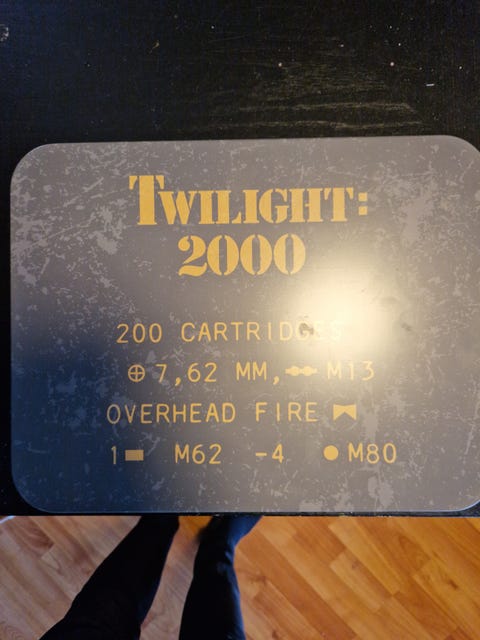 TWILIGHT:
2000
200 CARTRIDGES
7,62 MM, M13
OVERHEAD FIRE
1 M62 -4 M80